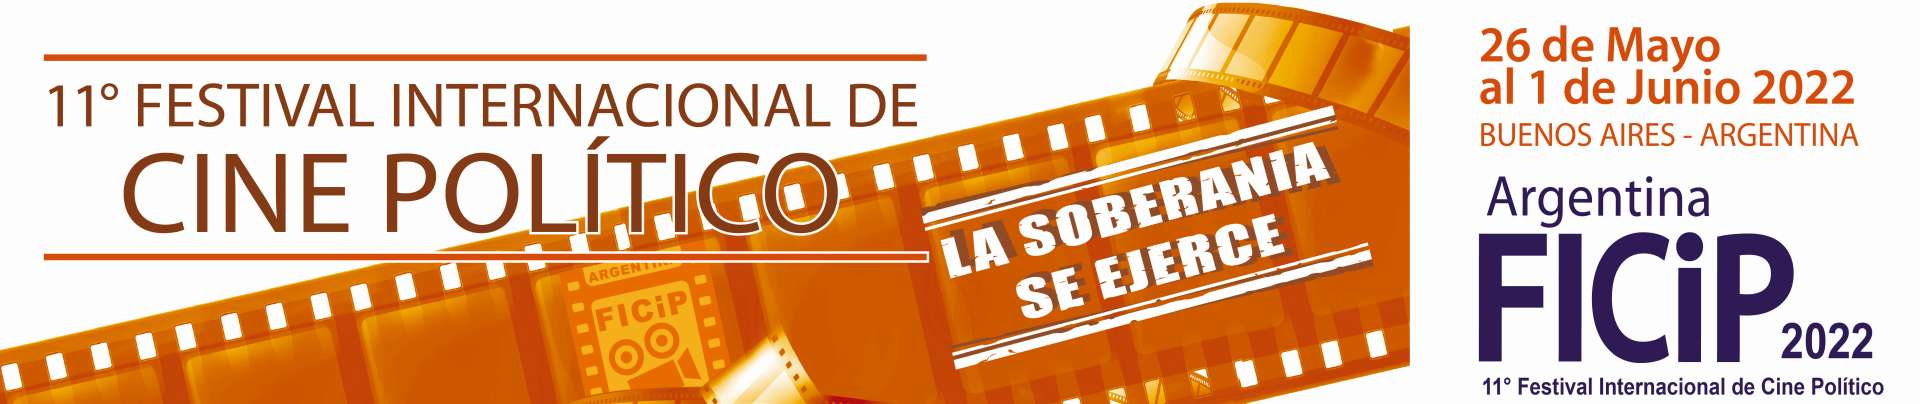 11° FESTIVAL INTERNACIONAL DE
CINE POLÍTICO
ARGENTINA
FICiP
LA SOBERANÍA
SE EJERCE
26 de Mayo
al 1 de Junio 2022
BUENOS AIRES - ARGENTINA
Argentina
FICiP 2022
11° Festival Internacional de Cine Político